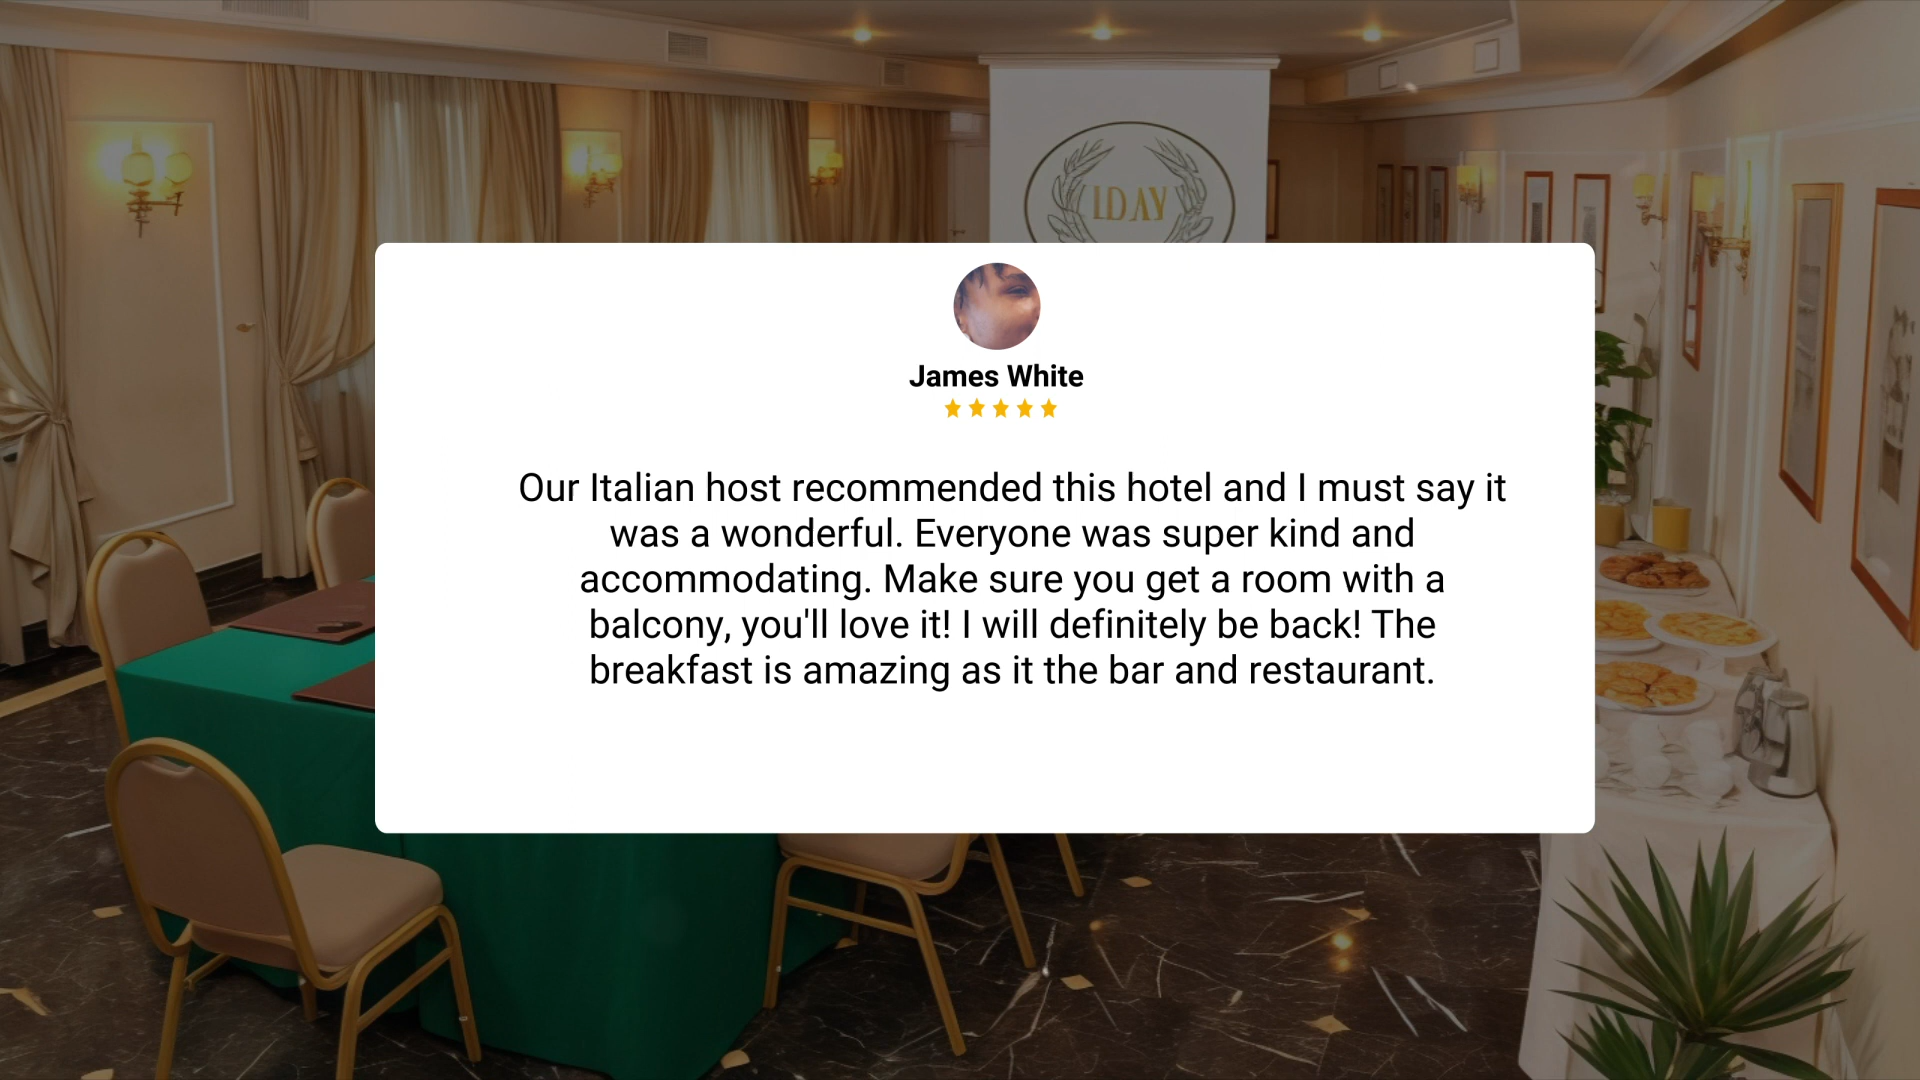 LDAY
James White
Our Italian host recommended this hotel and I must say it
was a wonderful. Everyone was super kind and
accommodating. Make sure you get a room with a
balcony, you'll love it! I will definitely be back! The
breakfast is amazing as it the bar and restaurant.